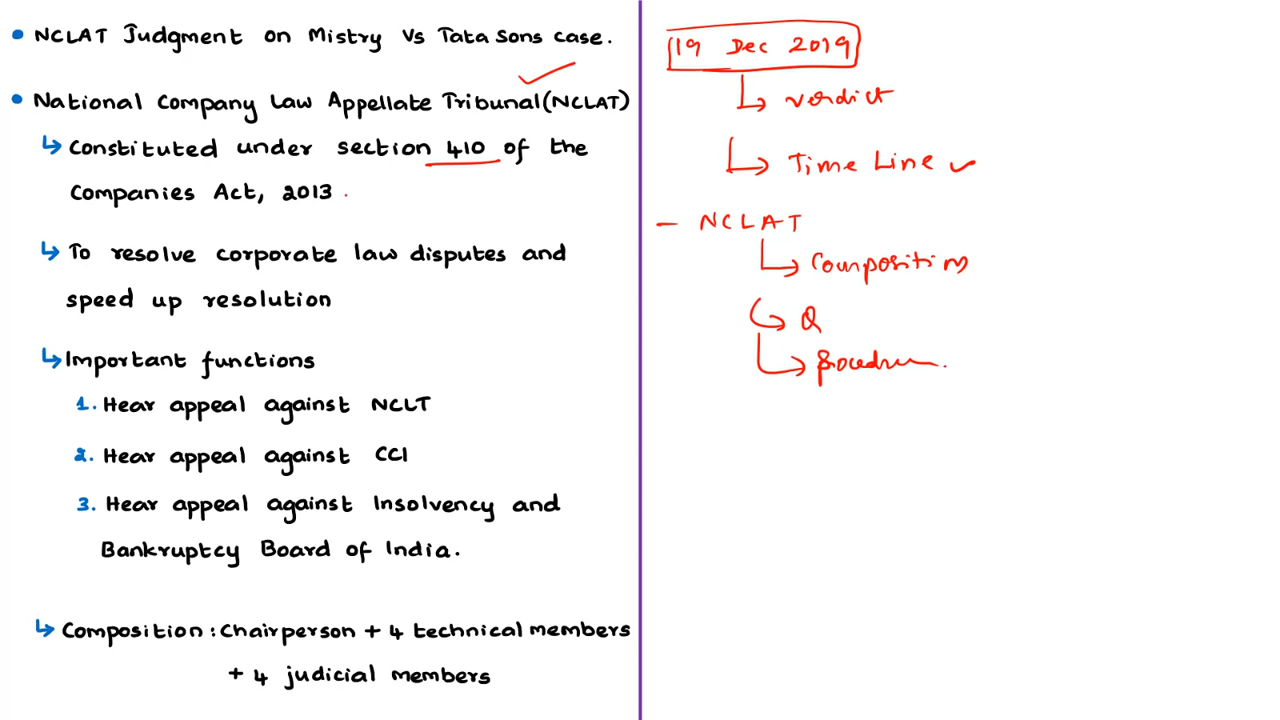 • NCLAT Judgment on Mistry Vs Tata Sons case.
• National Company Law Appellate Tribunal(NCLAT)
↳ Constituted under section 410 of the
Companies Act, 2013
↳ To resolve corporate law disputes and
speed up resolution
↳ Important functions
1. Hear appeal against NCLT
2. Hear appeal against CCI
3. Hear appeal against Insolvency and
Bankruptcy Board of India.
↳ Composition : Chairperson + 4 technical members
+ 4 judicial members
19 Dec 2019
↳ verdict
↳ Time Line ✓
– NCLAT
↳ Composition
↳ Q